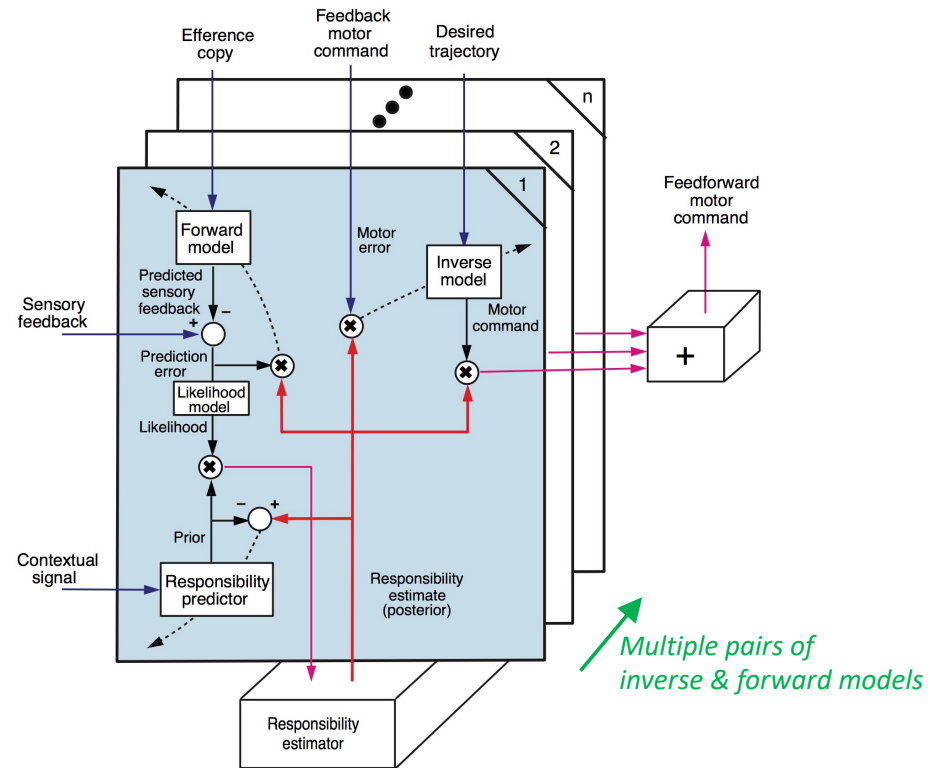 Efference
copy
Feedback
motor
command
Desired
trajectory
n
2
1
Feedforward
motor
command
Forward
model
Motor
error
Inverse
model
Predicted
sensory
feedback
−
+
Sensory
feedback
Motor
command
+
Prediction
error
Likelihood
model
Likelihood
− +
Prior
Contextual
signal
Responsibility
predictor
Responsibility
estimate
(posterior)
Multiple pairs of
inverse & forward models
Responsibility
estimator